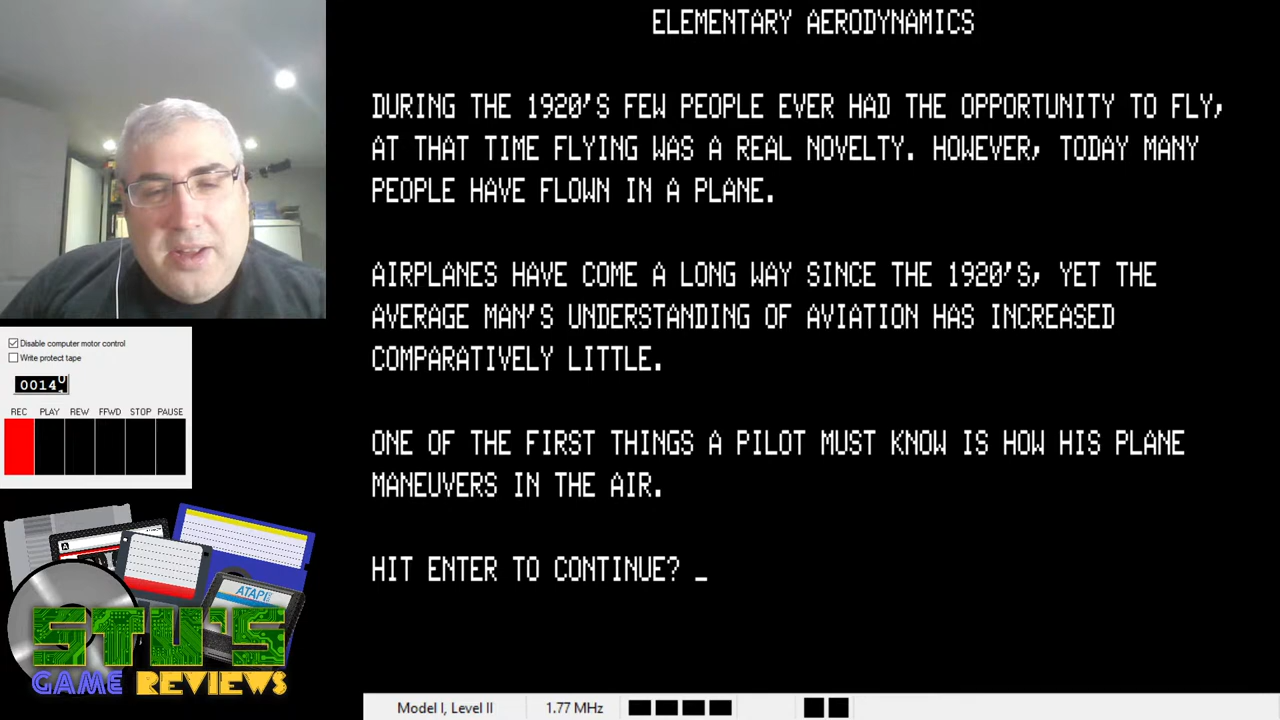 ELEMENTARY AERODYNAMICS
DURING THE 1920'S FEW PEOPLE EVER HAD THE OPPORTUNITY TO FLY,
AT THAT TIME FLYING WAS A REAL NOVELTY. HOWEVER, TODAY MANY
PEOPLE HAVE FLOWN IN A PLANE.
AIRPLANES HAVE COME A LONG WAY SINCE THE 1920'S, YET THE
AVERAGE MAN'S UNDERSTANDING OF AVIATION HAS INCREASED
COMPARATIVELY LITTLE.
ONE OF THE FIRST THINGS A PILOT MUST KNOW IS HOW HIS PLANE
MANEUVERS IN THE AIR.
HIT ENTER TO CONTINUE? _
Disable computer motor control
Write protect tape
0014
REC PLAY REW FFWD STOP PAUSE
A
ATAPI
STU'S
GAME REVIEWS
Model I, Level II 1.77 MHz